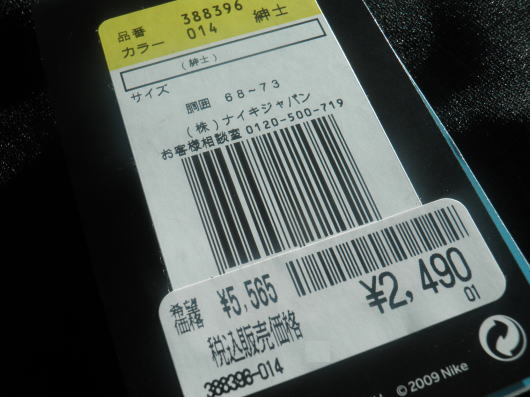 品番 388396 紳士
カラー 014
（紳士）
サイズ
胴囲 68～73
（株）ナイキジャパン
お客様相談室 0120-500-719
希望価格 ¥5,565 ¥2,490
税込販売価格 01
388396-014
©2009 Nike